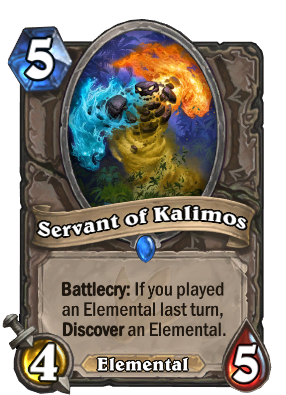 5
Servant of Kalimos
Battlecry: If you played
an Elemental last turn,
Discover an Elemental.
4
Elemental
5